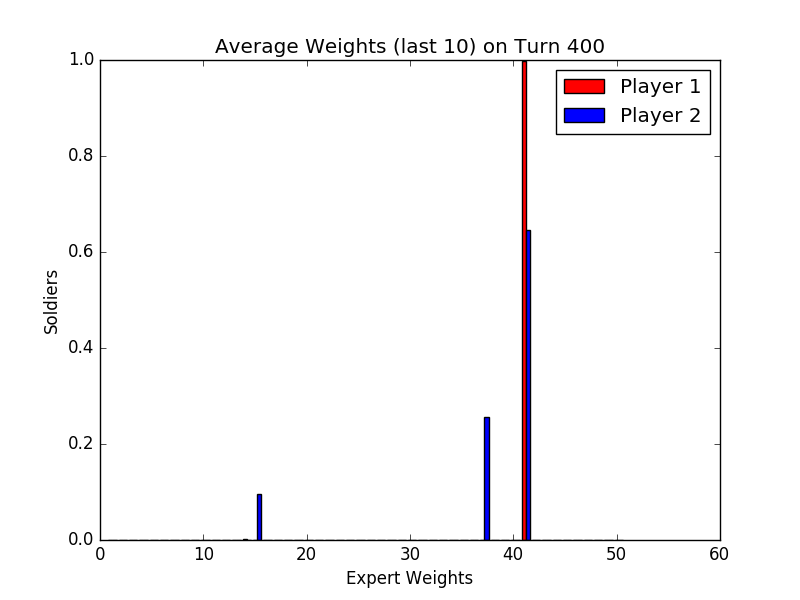 Average Weights (last 10) on Turn 400
1.0
0.8
0.6
0.4
0.2
0.0
Soldiers
Player 1
Player 2
0 10 20 30 40 50 60
Expert Weights